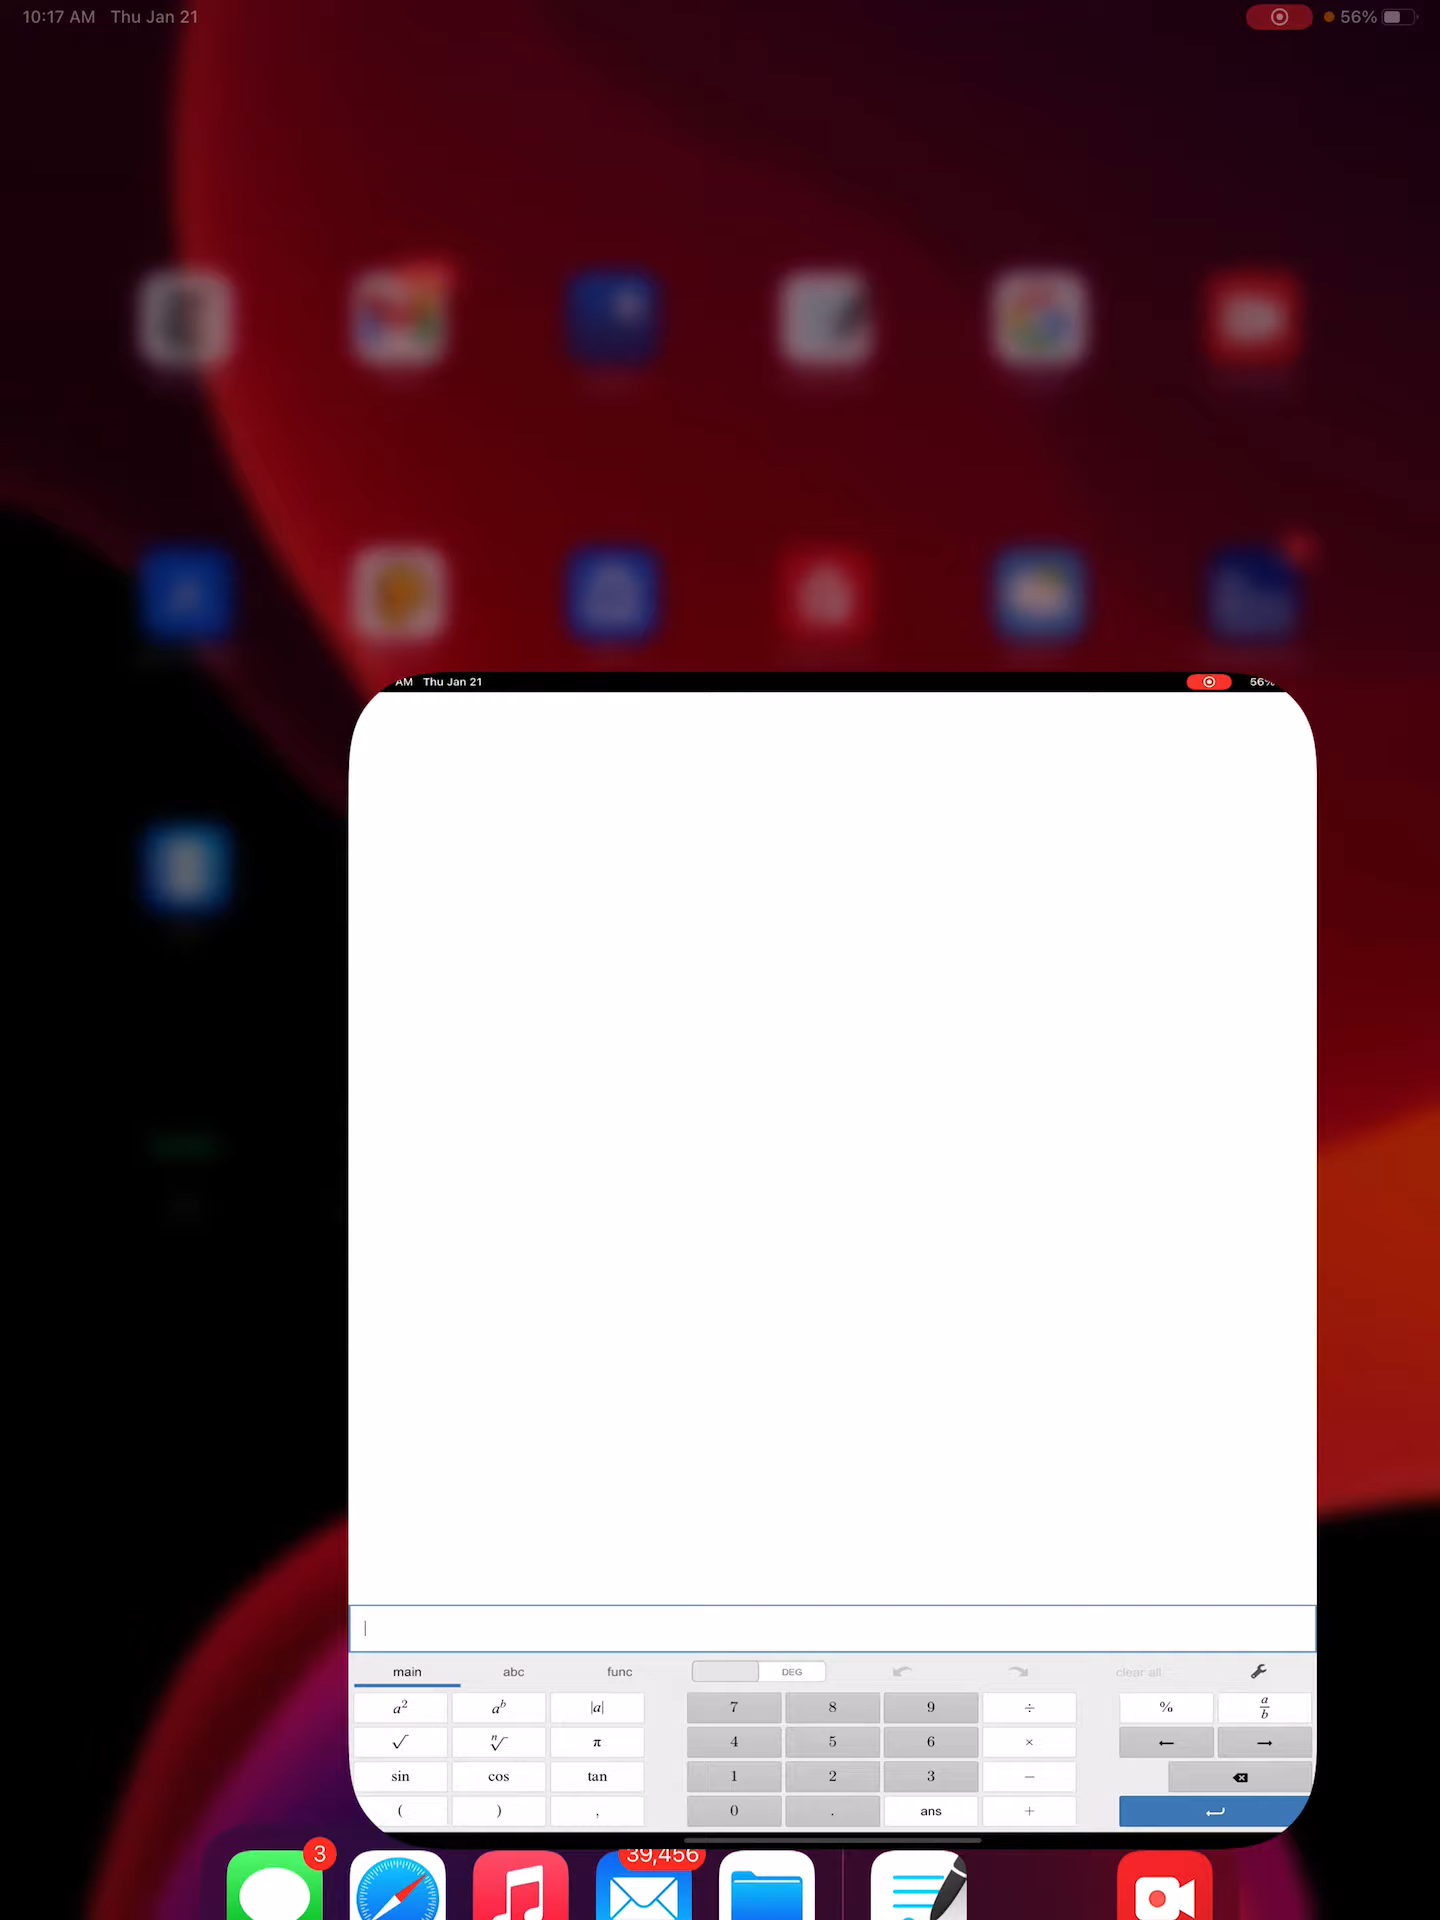 10:17 AM Thu Jan 21
56%
AM Thu Jan 21
56%
main abc func DEG clear all
a² aᵇ |a| 7 8 9 ÷ % a/b
√ ⁿ√ π 4 5 6 × ← →
sin cos tan 1 2 3 −
( ) , 0 . ans +
3
39,456